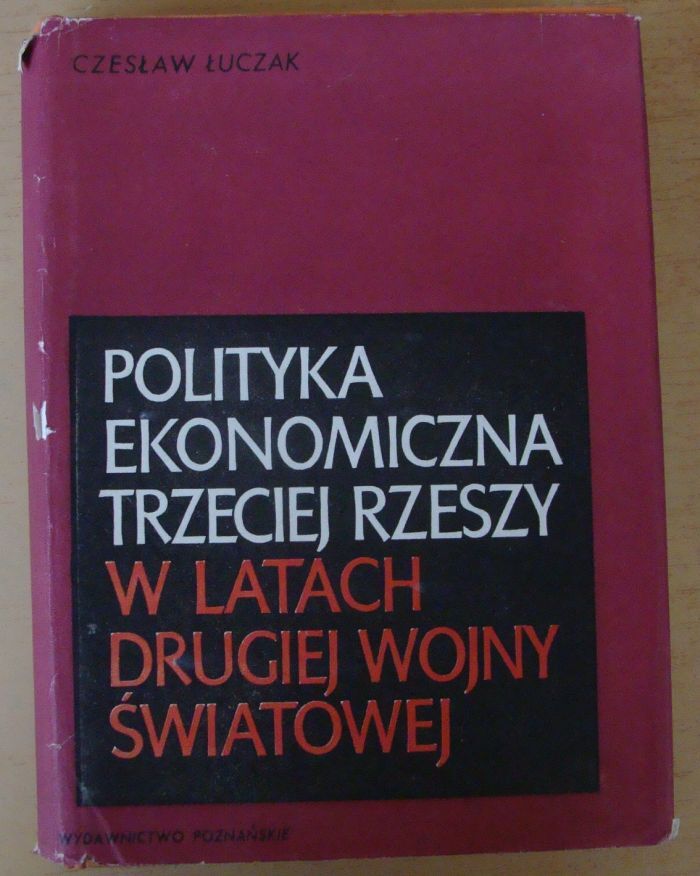 CZESŁAW ŁUCZAK
POLITYKA
EKONOMICZNA
TRZECIEJ RZESZY
W LATACH
DRUGIEJ WOJNY
ŚWIATOWEJ
WYDAWNICTWO POZNAŃSKIE